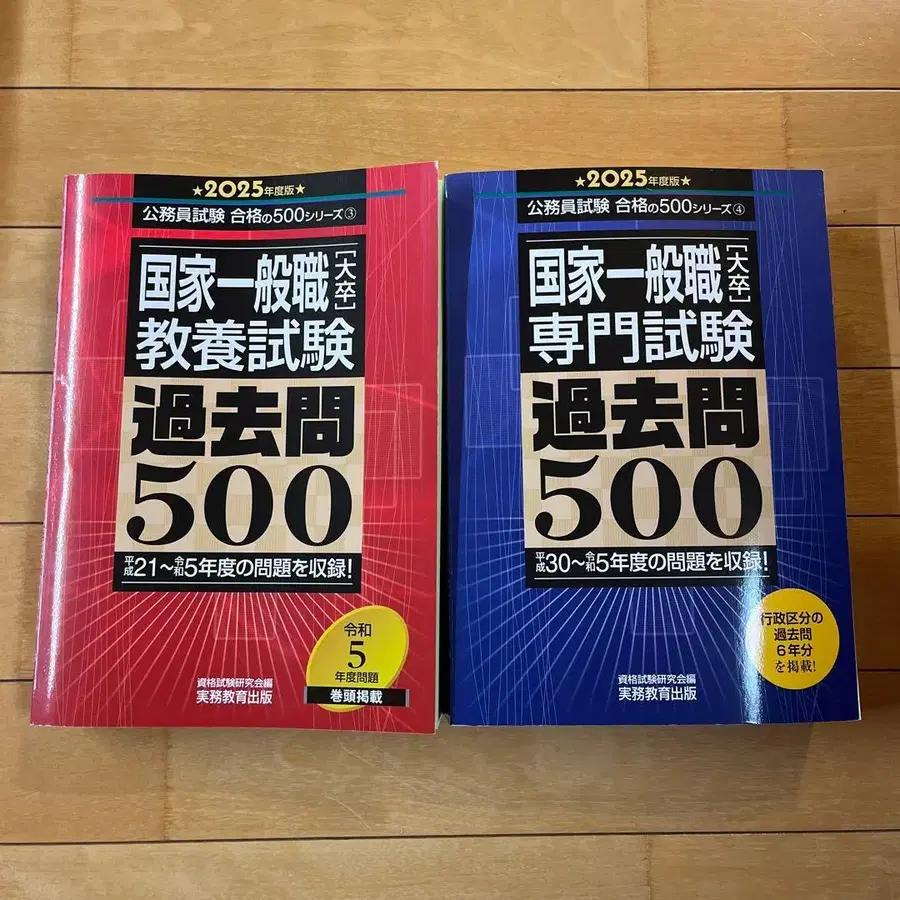 ★2025年度版★
公務員試験 合格の500シリーズ③
国家一般職[大卒]
教養試験
過去問
500
平成21~令和5年度の問題を収録!
令和
5
年度問題
巻頭掲載
資格試験研究会編
実務教育出版
★2025年度版★
公務員試験 合格の500シリーズ④
国家一般職[大卒]
専門試験
過去問
500
平成30~令和5年度の問題を収録!
行政区分の
過去問
6年分
を掲載!
資格試験研究会編
実務教育出版